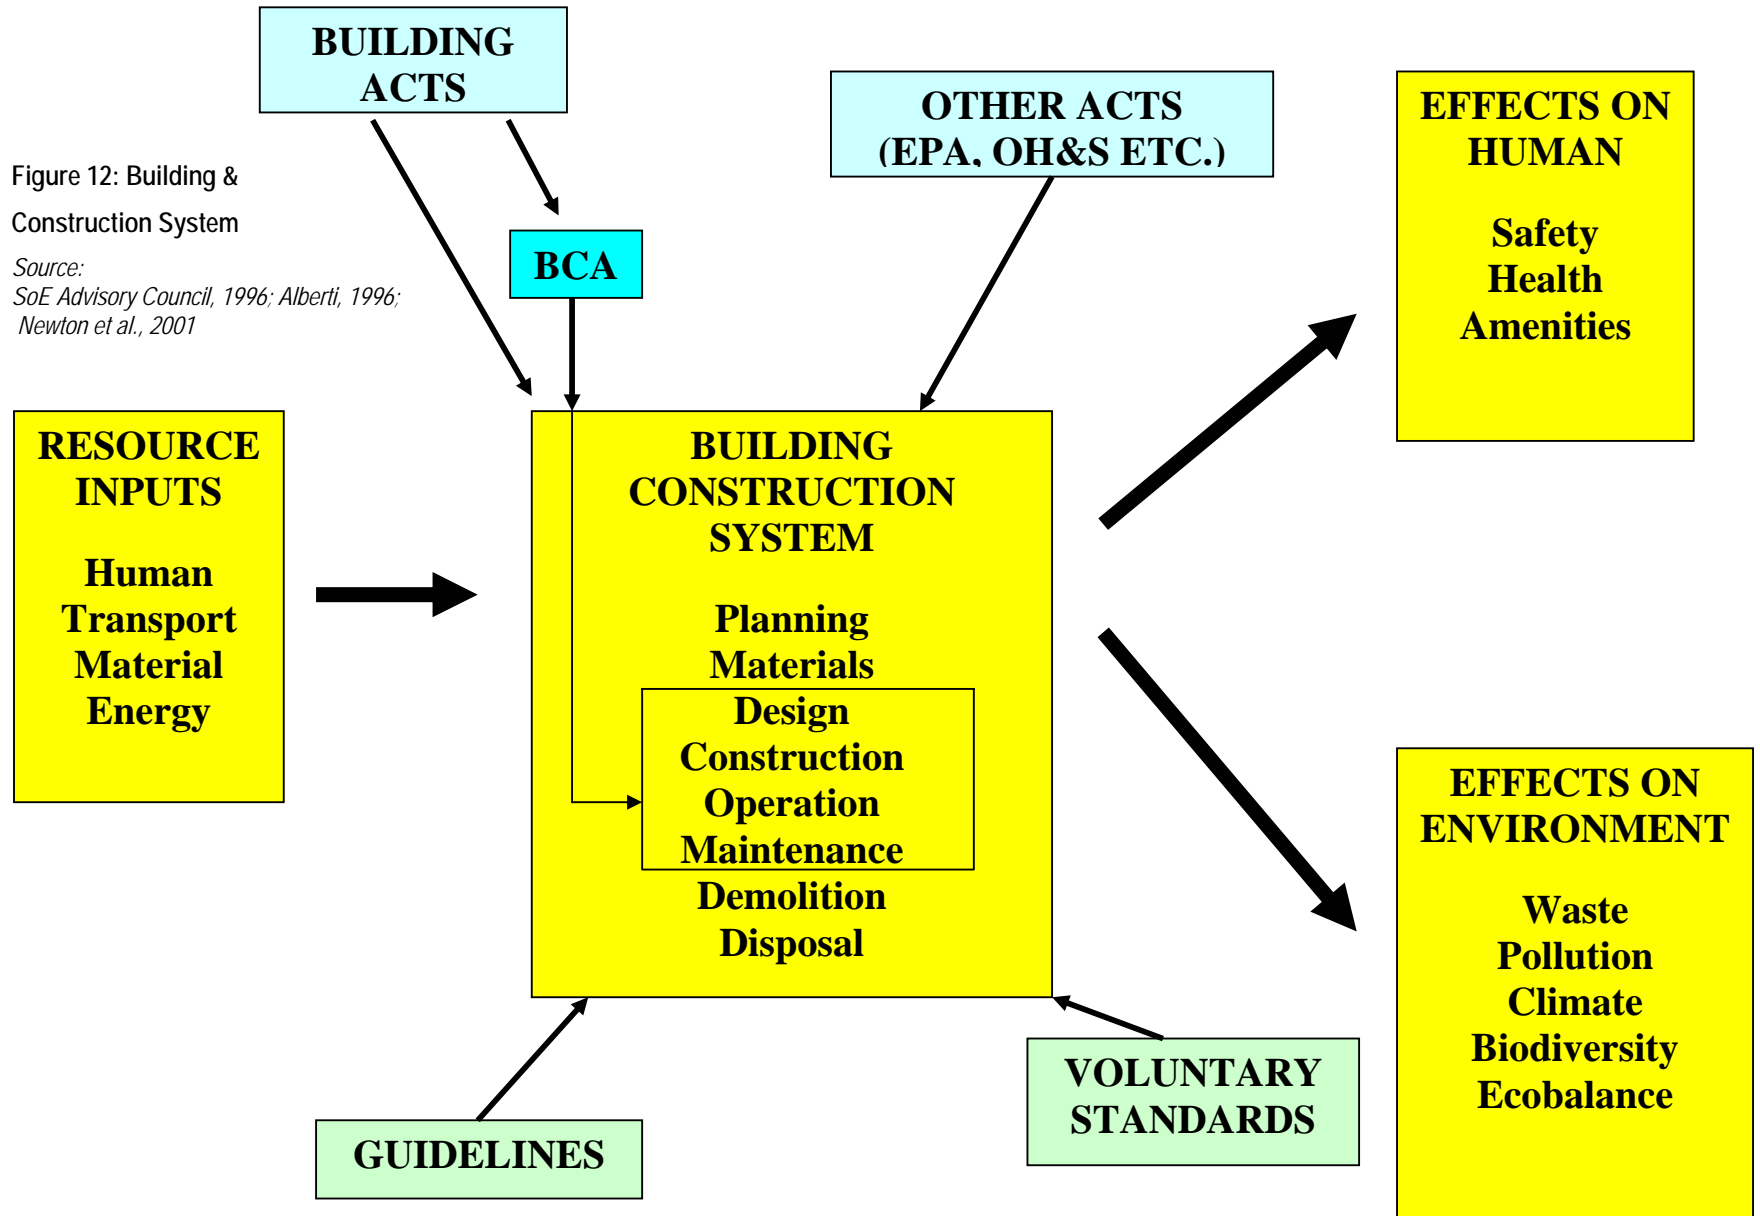 BUILDING
ACTS
OTHER ACTS
(EPA, OH&S ETC.)
EFFECTS ON
HUMAN
Safety
Health
Amenities
Figure 12: Building &
Construction System
Source:
SoE Advisory Council, 1996; Alberti, 1996;
Newton et al., 2001
BCA
RESOURCE
INPUTS
Human
Transport
Material
Energy
BUILDING
CONSTRUCTION
SYSTEM
Planning
Materials
Design
Construction
Operation
Maintenance
Demolition
Disposal
EFFECTS ON
ENVIRONMENT
Waste
Pollution
Climate
Biodiversity
Ecobalance
GUIDELINES
VOLUNTARY
STANDARDS